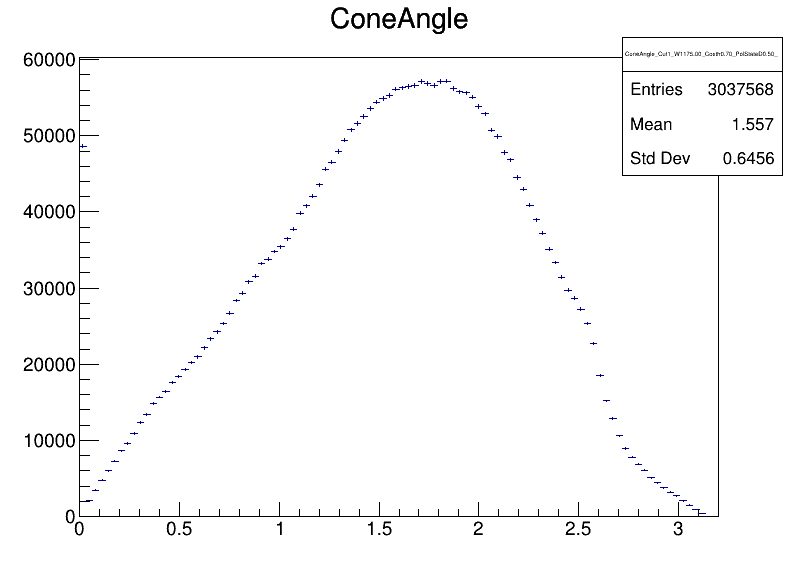 ConeAngle
ConeAngle_Cut1_W1175.00_Costh0.70_PolStateD0.50_
Entries 3037568
Mean 1.557
Std Dev 0.6456
60000
50000
40000
30000
20000
10000
0
0 0.5 1 1.5 2 2.5 3